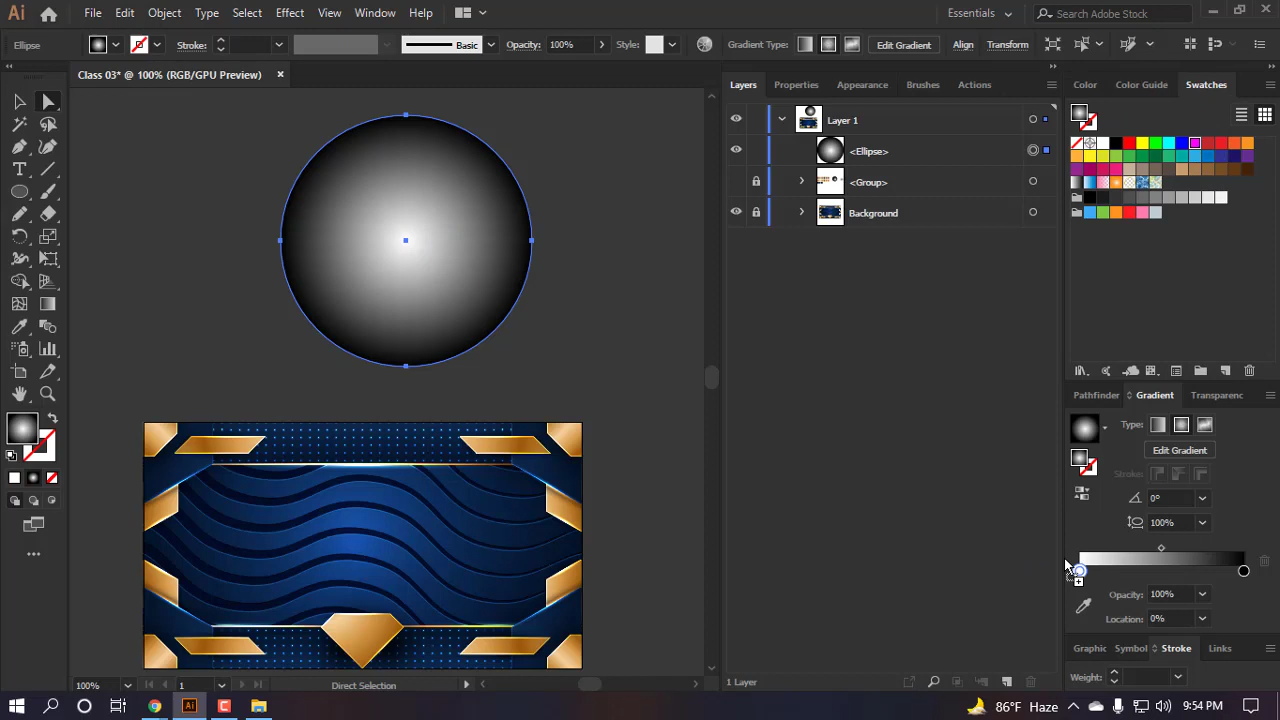 Ai File Edit Object Type Select Effect View Window Help Essentials Search Adobe Stock
Ellipse Stroke: Basic Opacity: 100% Style: Gradient Type: Edit Gradient Align Transform
Class 03* @ 100% (RGB/GPU Preview)
Layers Properties Appearance Brushes Actions
Color Color Guide Swatches
Layer 1
<Ellipse>
<Group>
Background
Pathfinder Gradient Transparenc
Type:
Edit Gradient
Stroke:
0°
100%
Opacity: 100%
Location: 0%
Graphic Symbol Stroke Links
Weight:
100% 1 Direct Selection
1 Layer
Ai 86°F Haze 9:54 PM